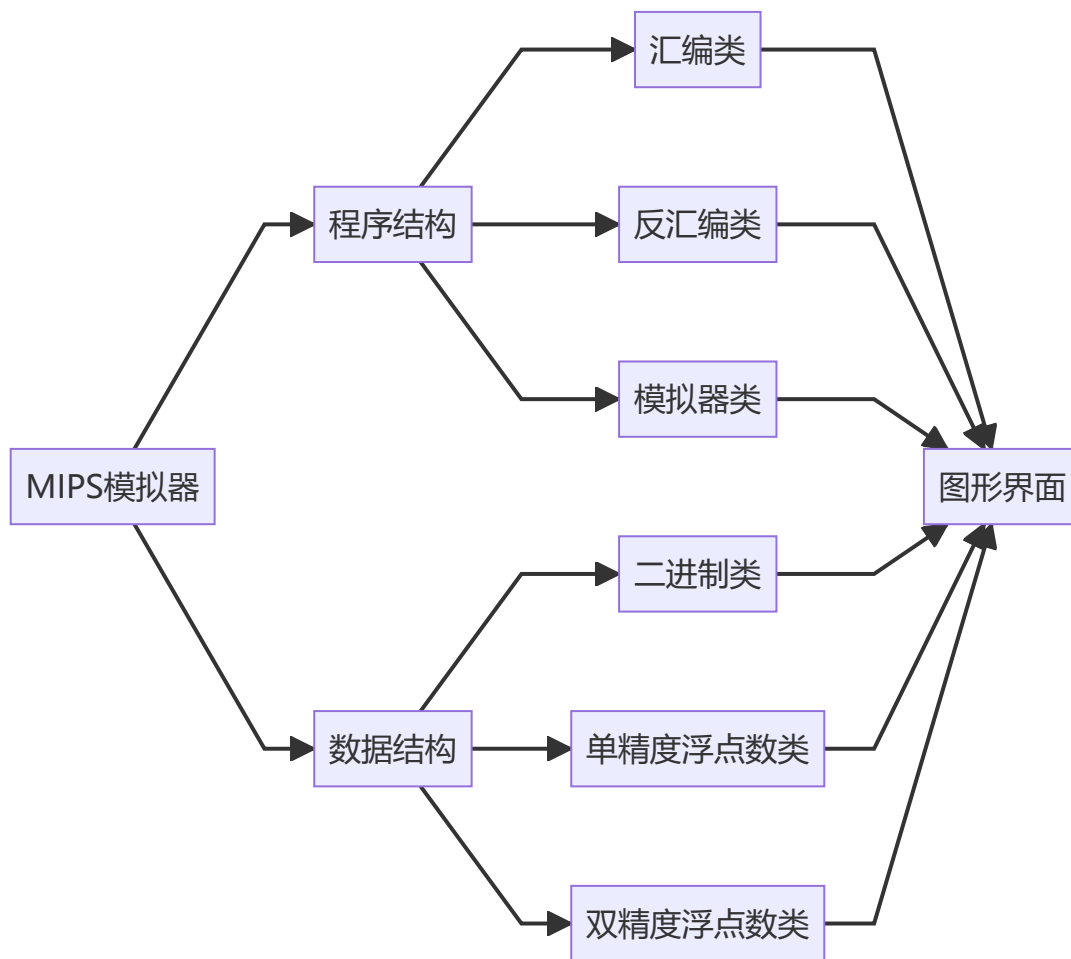 汇编类
程序结构
反汇编类
模拟器类
MIPS模拟器
图形界面
二进制类
数据结构
单精度浮点数类
双精度浮点数类